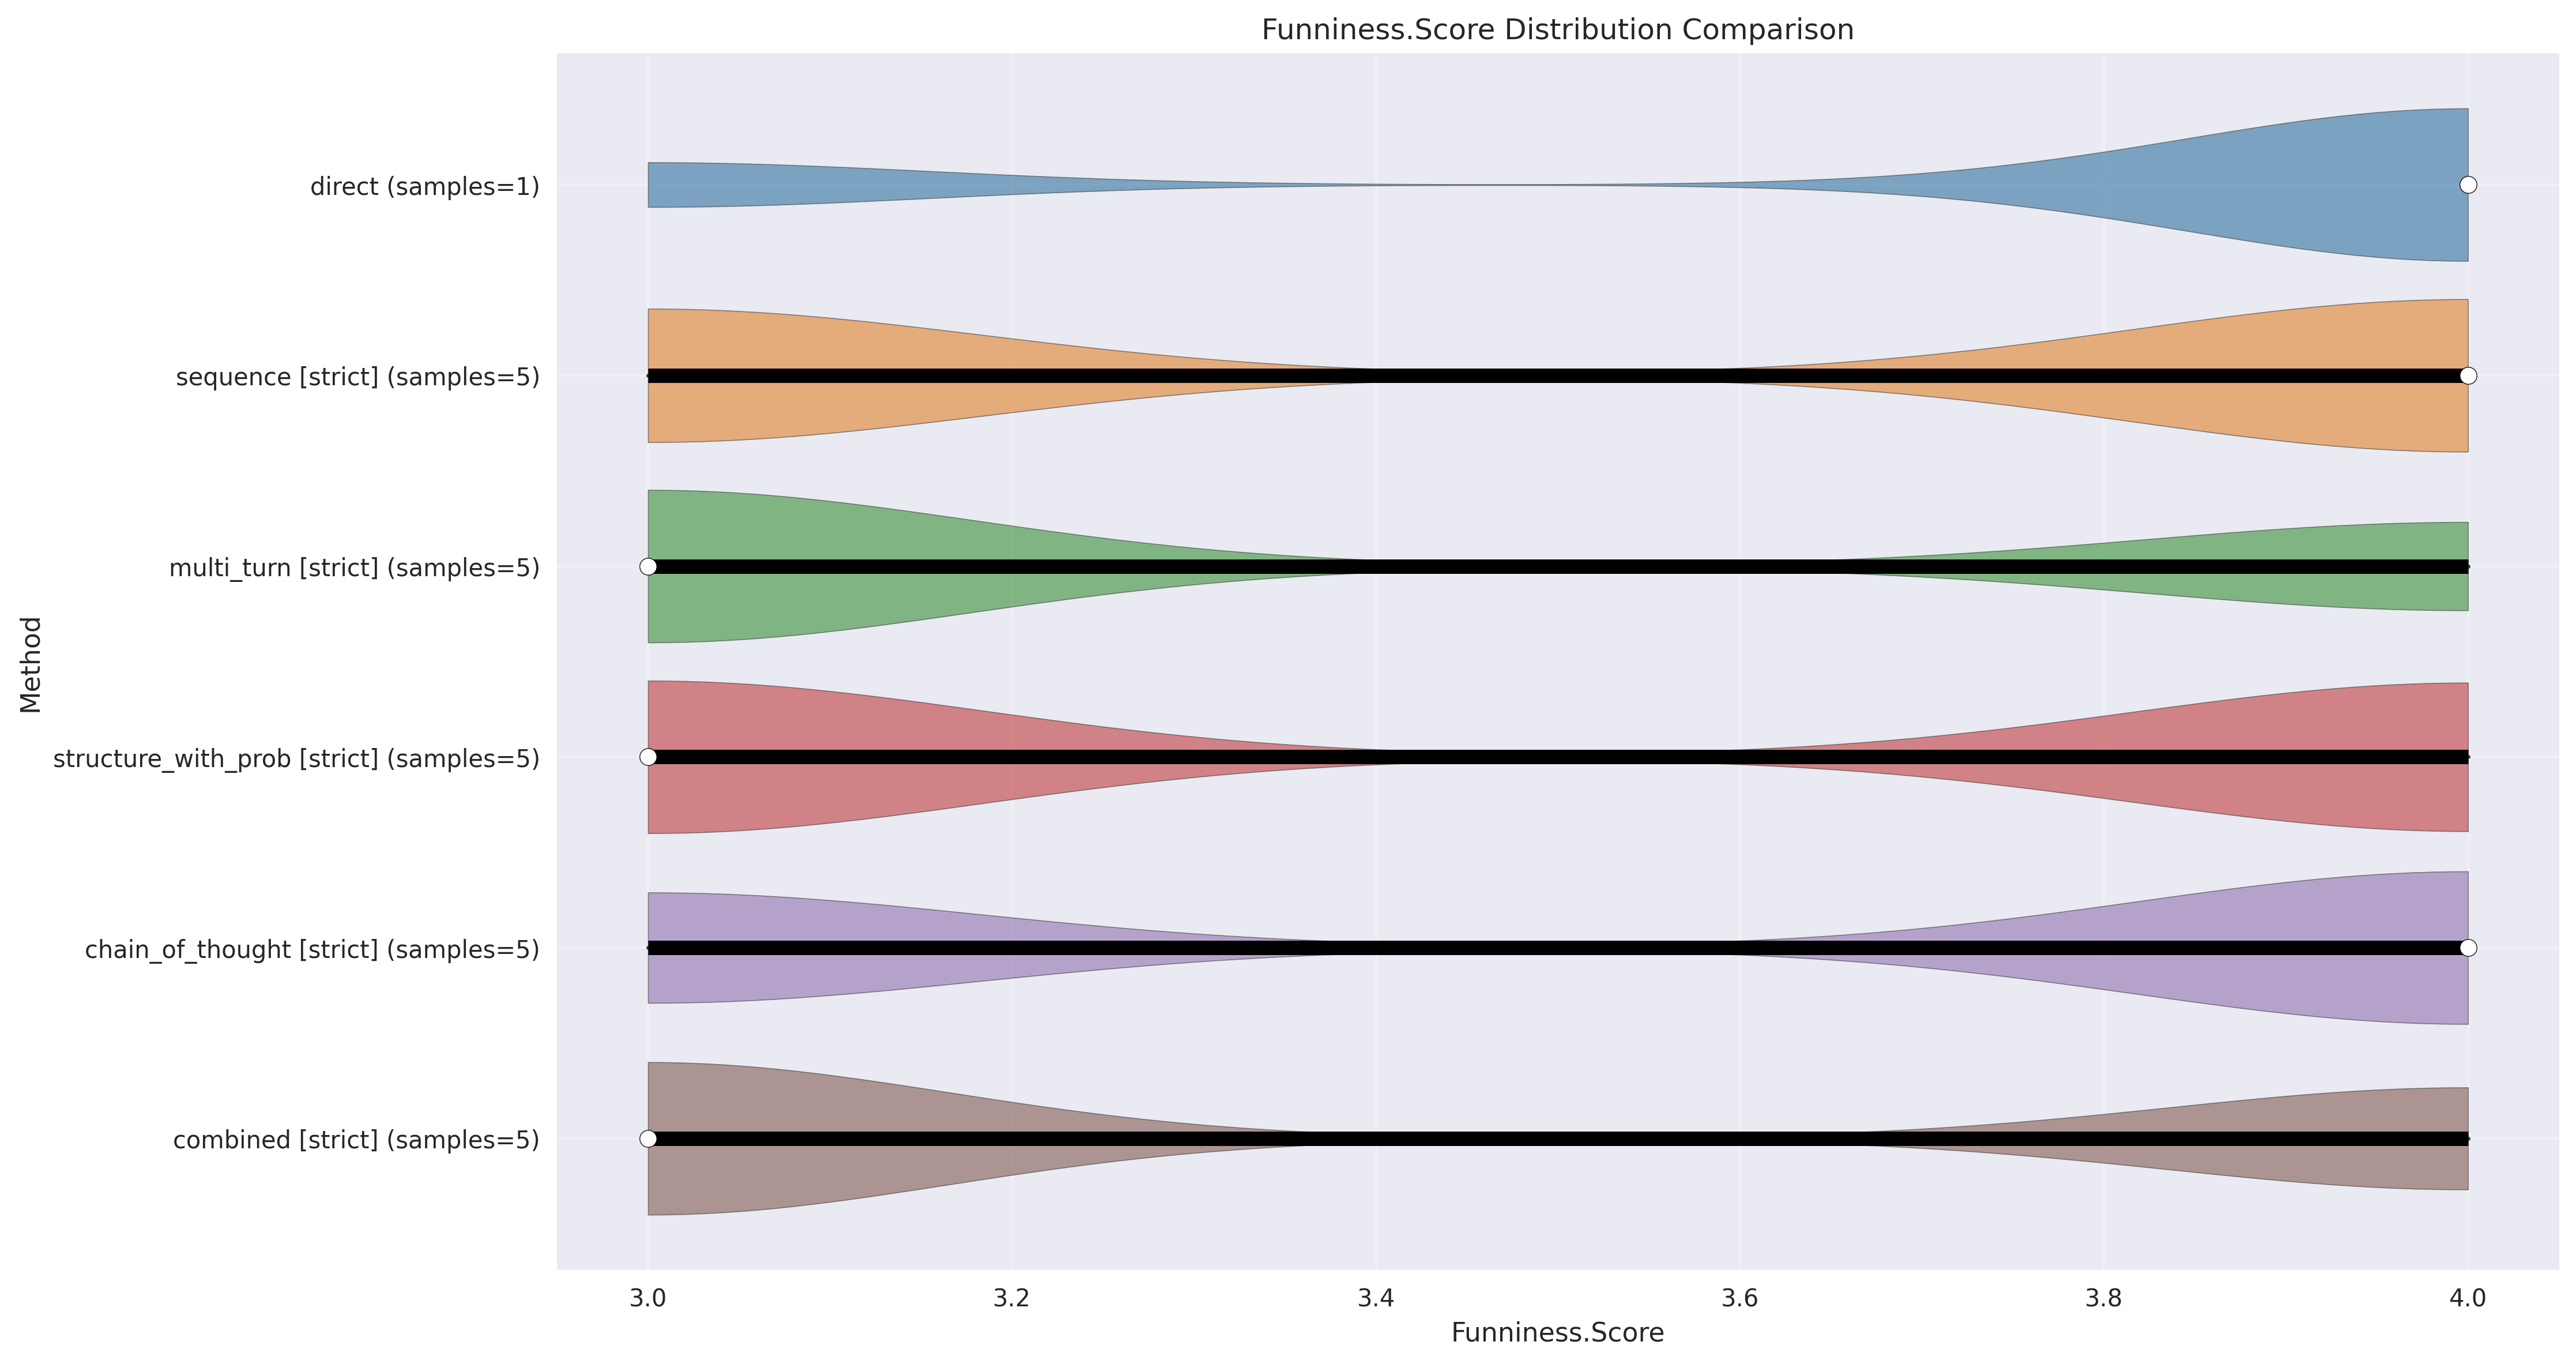 Funniness.Score Distribution Comparison
Method
direct (samples=1)
sequence [strict] (samples=5)
multi_turn [strict] (samples=5)
structure_with_prob [strict] (samples=5)
chain_of_thought [strict] (samples=5)
combined [strict] (samples=5)
3.0 3.2 3.4 3.6 3.8 4.0
Funniness.Score